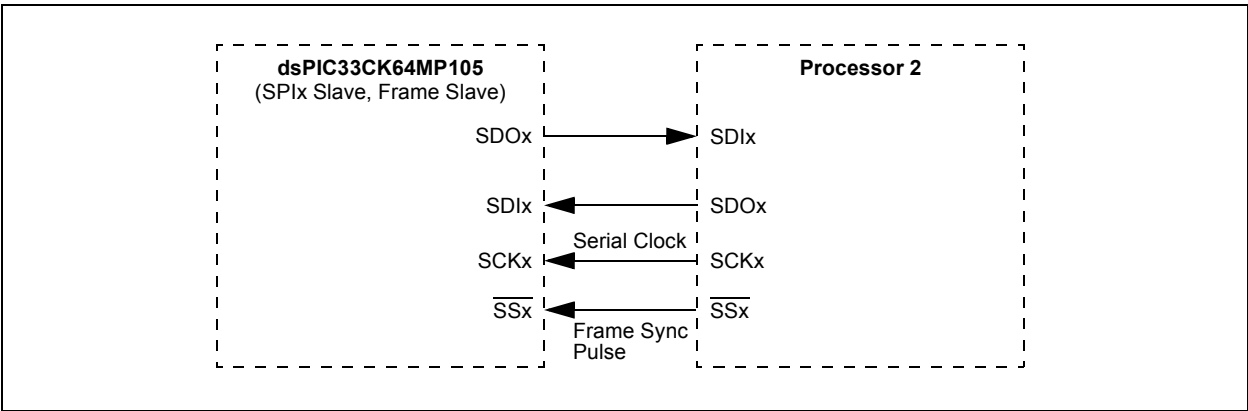 dsPIC33CK64MP105
(SPIx Slave, Frame Slave)
Processor 2
SDOx
SDIx
SDIx
SDOx
Serial Clock
SCKx
SCKx
SSx
SSx
Frame Sync
Pulse